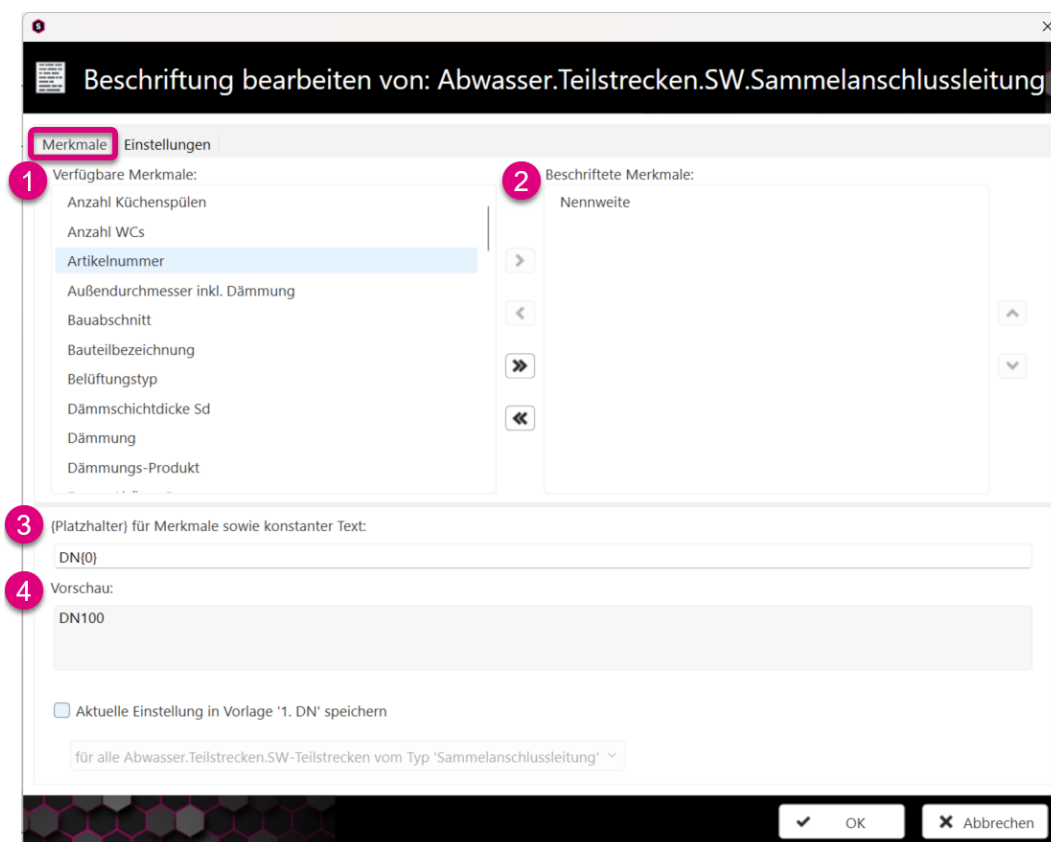 S
Beschriftung bearbeiten von: Abwasser.Teilstrecken.SW.Sammelanschlussleitung
Merkmale Einstellungen
1 Verfügbare Merkmale:
2 Beschriftete Merkmale:
Anzahl Küchenspülen
Nennweite
Anzahl WCs
Artikelnummer
Außendurchmesser inkl. Dämmung
Bauabschnitt
Bauteilbezeichnung
Belüftungstyp
Dämmschichtdicke Sd
Dämmung
Dämmungs-Produkt
3 {Platzhalter} für Merkmale sowie konstanter Text:
DN{0}
4 Vorschau:
DN100
Aktuelle Einstellung in Vorlage '1. DN' speichern
für alle Abwasser.Teilstrecken.SW-Teilstrecken vom Typ 'Sammelanschlussleitung'
OK
Abbrechen